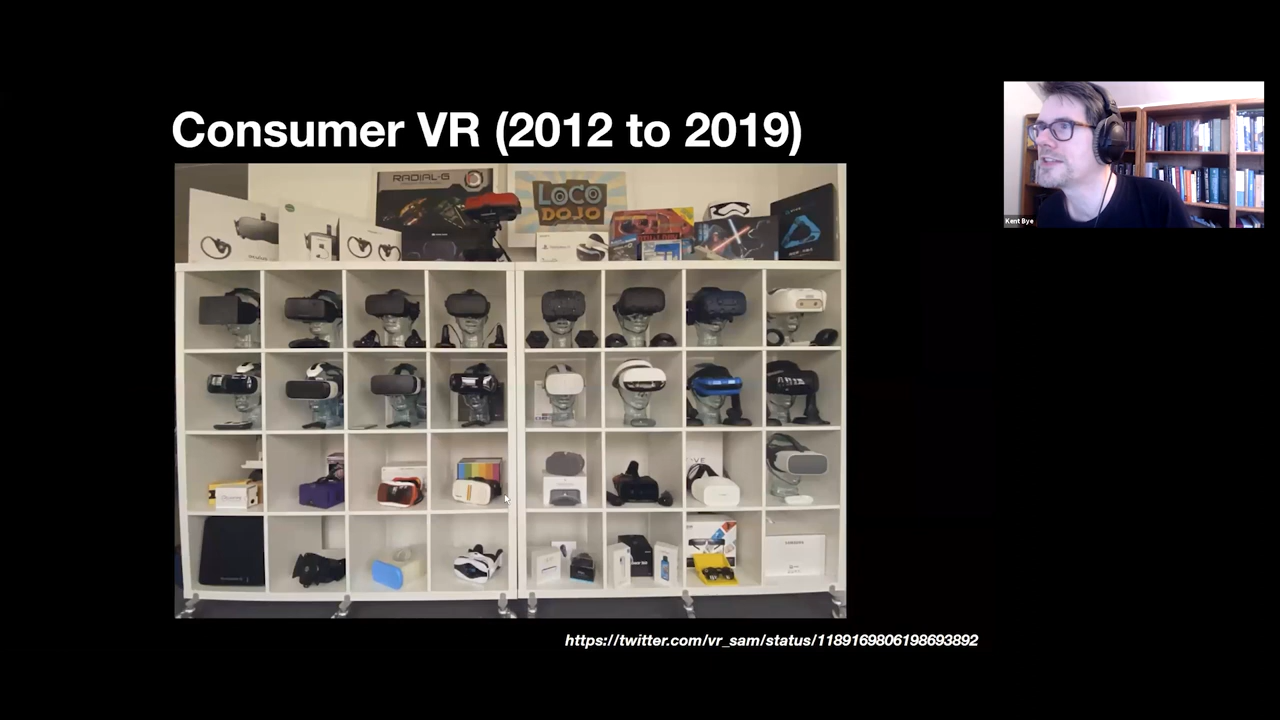 Consumer VR (2012 to 2019)
RADIAL-G
LOCO
DOJO
Kent Bye
https://twitter.com/vr_sam/status/1189169806198693892